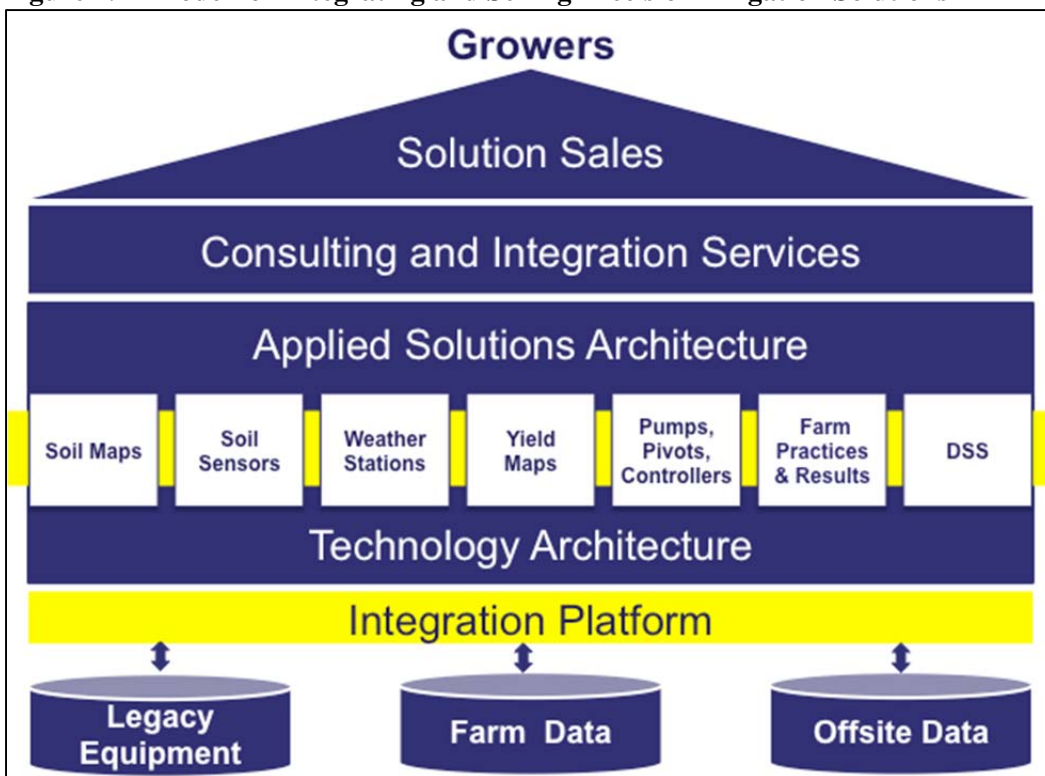 Growers
Solution Sales
Consulting and Integration Services
Applied Solutions Architecture
Soil Maps
Soil
Sensors
Weather
Stations
Yield
Maps
Pumps,
Pivots,
Controllers
Farm
Practices
& Results
DSS
Technology Architecture
Integration Platform
Legacy
Equipment
Farm Data
Offsite Data